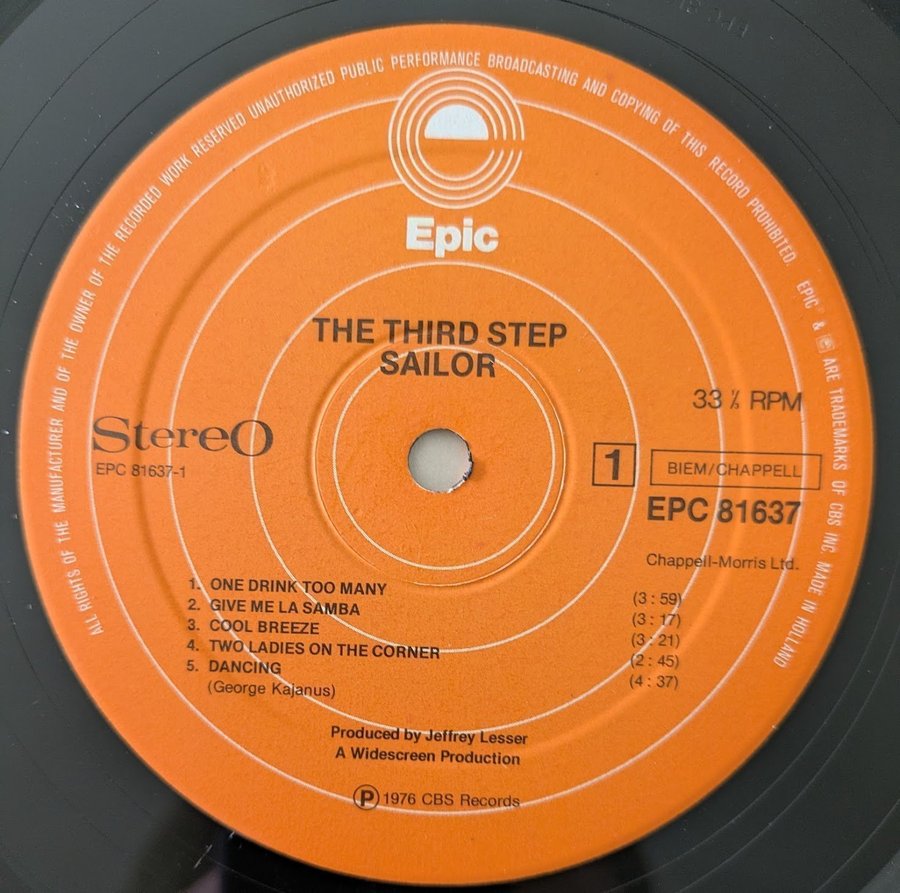 ALL RIGHTS OF THE MANUFACTURER AND OF THE OWNER OF THE RECORDED WORK RESERVED UNAUTHORIZED PUBLIC PERFORMANCE BROADCASTING AND COPYING OF THIS RECORD PROHIBITED. EPIC® & ARE TRADEMARKS OF CBS INC. MADE IN HOLLAND
Epic
THE THIRD STEP
SAILOR
33 ⅓ RPM
StereO
EPC 81637-1
1
BIEM/CHAPPELL
EPC 81637
Chappell-Morris Ltd.
1. ONE DRINK TOO MANY (3 : 59)
2. GIVE ME LA SAMBA (3 : 17)
3. COOL BREEZE (3 : 21)
4. TWO LADIES ON THE CORNER (2 : 45)
5. DANCING (4 : 37)
(George Kajanus)
Produced by Jeffrey Lesser
A Widescreen Production
℗ 1976 CBS Records